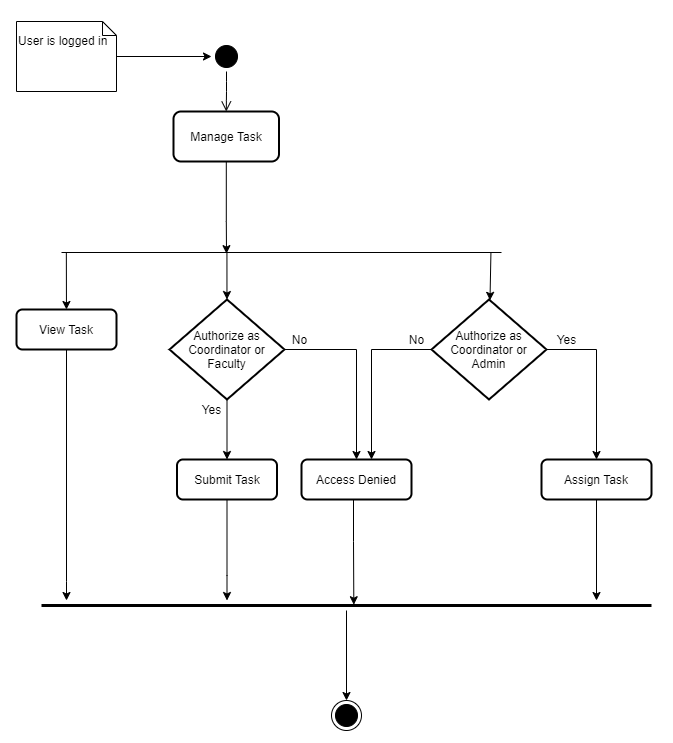 User is logged in
Manage Task
View Task
Authorize as
Coordinator or
Faculty
No
No
Authorize as
Coordinator or
Admin
Yes
Yes
Submit Task
Access Denied
Assign Task